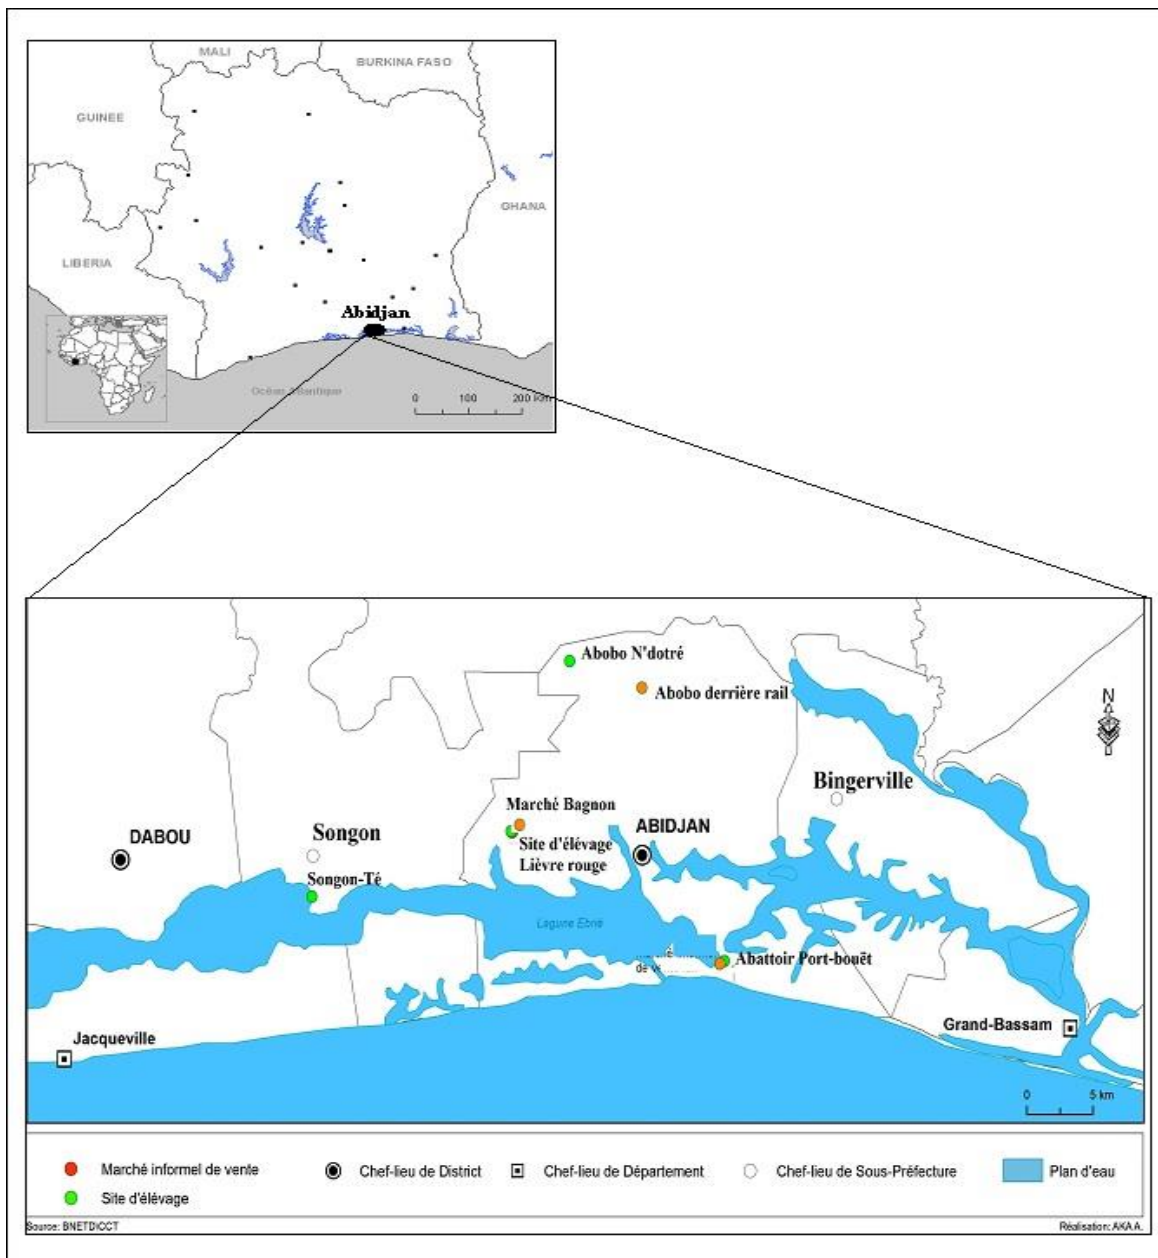 MALI
BURKINA FASO
GUINEE
GHANA
LIBERIA
Abidjan
Océan Atlantique
0 100 200 km
Abobo N'dotré
Abobo derrière rail
N
Bingerville
Marché Bagnon
DABOU
Songon
Site d'élévage
Lièvre rouge
ABIDJAN
Songon-Té
Lagune Ebrié
Abattoir Port-bouët
de
Jacqueville
Grand-Bassam
0 5 km
Marché informel de vente
Chef-lieu de District
Chef-lieu de Département
Chef-lieu de Sous-Préfecture
Plan d'eau
Site d'élévage
Source: BNETD/CCT
Réalisation: AKA A.